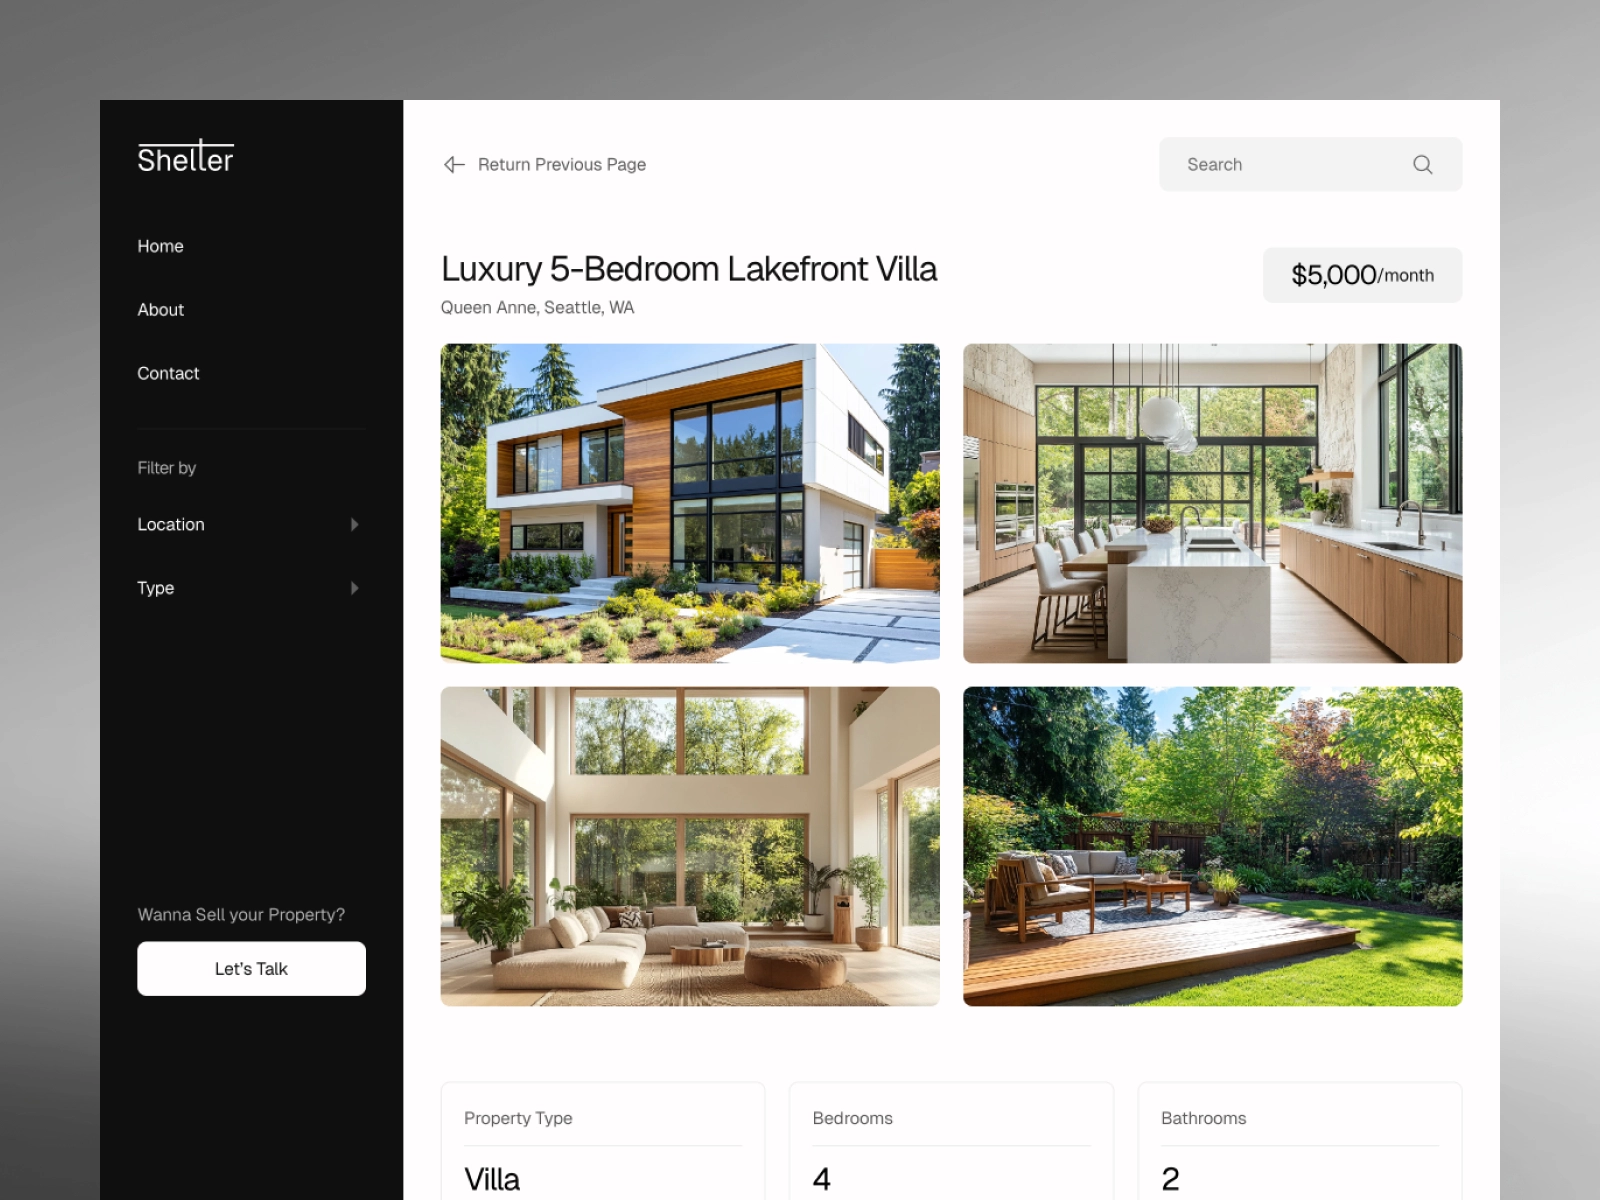 Shelter
Home
About
Contact
Filter by
Location
Type
Wanna Sell your Property?
Let's Talk
Return Previous Page
Search
Luxury 5-Bedroom Lakefront Villa
$5,000/month
Queen Anne, Seattle, WA
Property Type
Villa
Bedrooms
4
Bathrooms
2